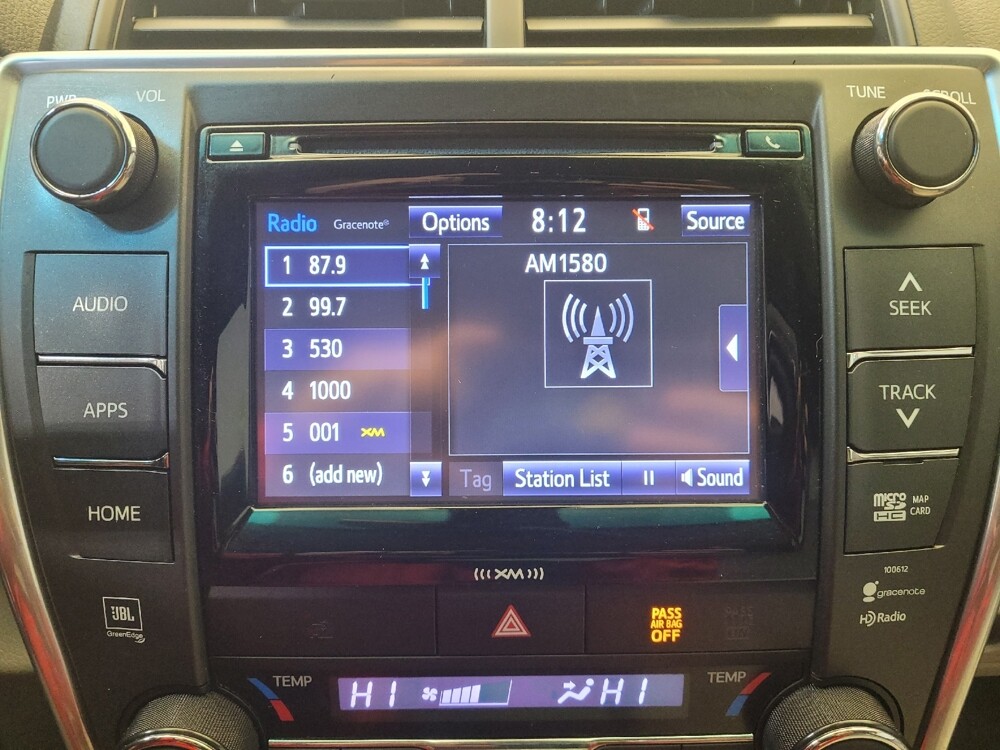 PWR VOL
TUNE SCROLL
Radio Gracenote® Options 8:12 Source
1 87.9
AM1580
2 99.7
3 530
4 1000
5 001 XM
6 (add new)
Tag Station List Sound
AUDIO
APPS
HOME
SEEK
TRACK
micro SD HC MAP CARD
XM
JBL
GreenEdge
PASS
AIR BAG
OFF
100612
gracenote
HD Radio
TEMP HI HI TEMP